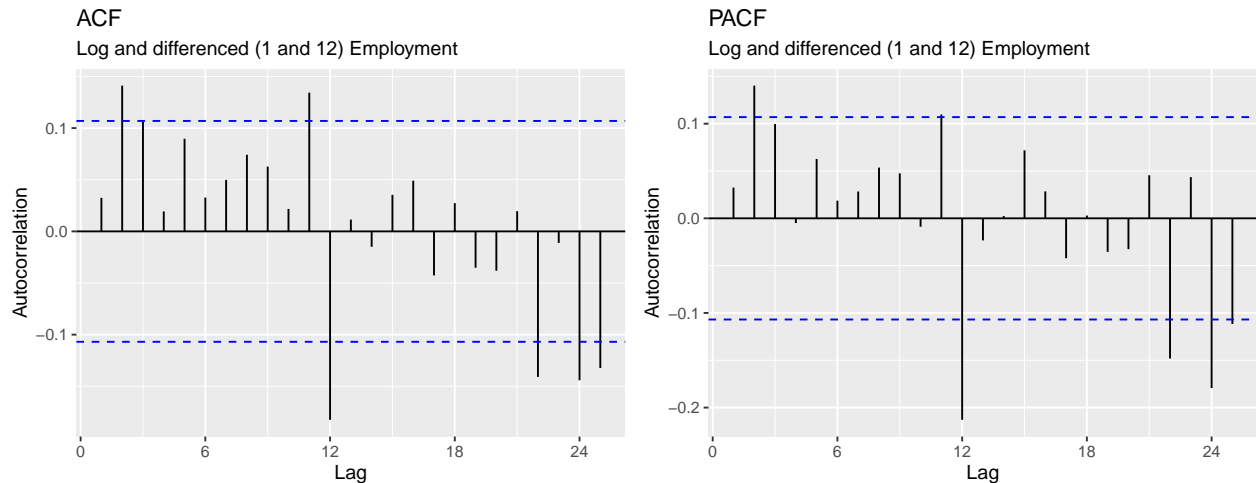 ACF
Log and differenced (1 and 12) Employment
Autocorrelation
0.1
0.0
−0.1
0 6 12 18 24
Lag
PACF
Log and differenced (1 and 12) Employment
Autocorrelation
0.1
0.0
−0.1
−0.2
0 6 12 18 24
Lag